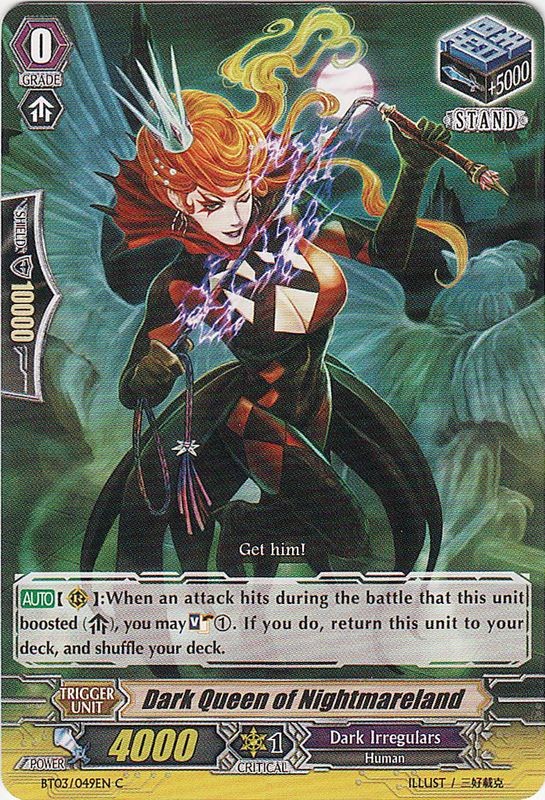 0
GRADE
+5000
STAND
SHIELD
10000
Get him!
AUTO【 】:When an attack hits during the battle that this unit
boosted ( ), you may V ①. If you do, return this unit to your
deck, and shuffle your deck.
TRIGGER
UNIT
Dark Queen of Nightmareland
POWER
4000
1
CRITICAL
Dark Irregulars
Human
BT03/049EN C
ILLUST / 三好載克